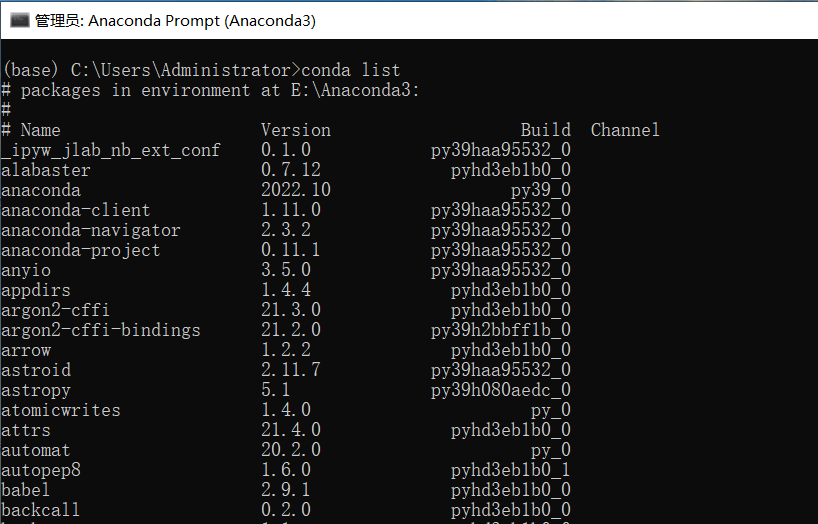 管理员: Anaconda Prompt (Anaconda3)
(base) C:\Users\Administrator>conda list
# packages in environment at E:\Anaconda3:
#
# Name Version Build Channel
_ipyw_jlab_nb_ext_conf 0.1.0 py39haa95532_0
alabaster 0.7.12 pyhd3eb1b0_0
anaconda 2022.10 py39_0
anaconda-client 1.11.0 py39haa95532_0
anaconda-navigator 2.3.2 py39haa95532_0
anaconda-project 0.11.1 py39haa95532_0
anyio 3.5.0 py39haa95532_0
appdirs 1.4.4 pyhd3eb1b0_0
argon2-cffi 21.3.0 pyhd3eb1b0_0
argon2-cffi-bindings 21.2.0 py39h2bbff1b_0
arrow 1.2.2 pyhd3eb1b0_0
astroid 2.11.7 py39haa95532_0
astropy 5.1 py39h080aedc_0
atomicwrites 1.4.0 py_0
attrs 21.4.0 pyhd3eb1b0_0
automat 20.2.0 py_0
autopep8 1.6.0 pyhd3eb1b0_1
babel 2.9.1 pyhd3eb1b0_0
backcall 0.2.0 pyhd3eb1b0_0